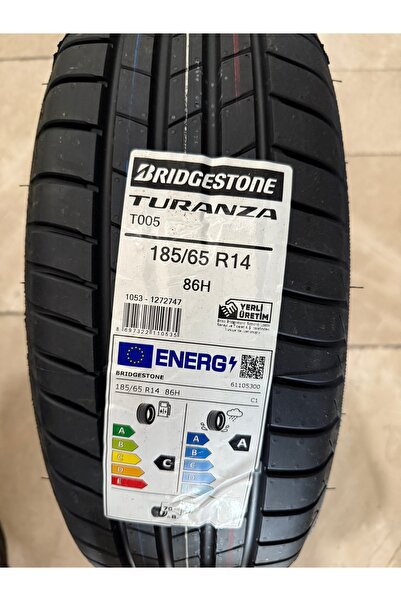 BRIDGESTONE
TURANZA
T005
185/65 R14
86H
1053 - 1272747
8697322110535
YERLİ
ÜRETİM
ENERG
BRIDGESTONE
61105300
185/65 R14 86H
C1
A
B
C
D
E
C
A
B
C
D
E
A